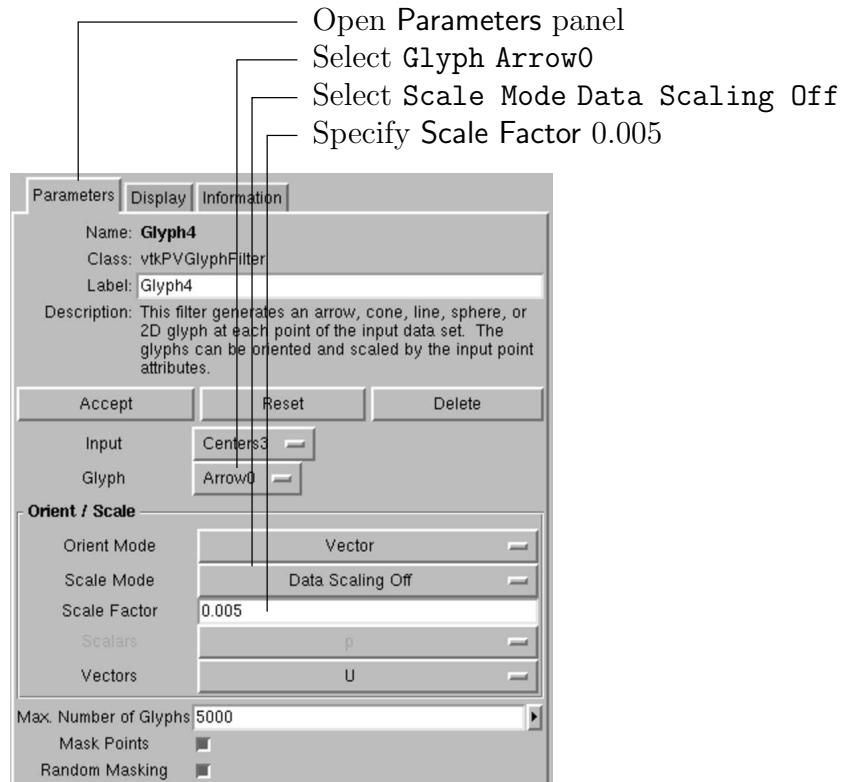 Open Parameters panel
Select Glyph Arrow0
Select Scale Mode Data Scaling Off
Specify Scale Factor 0.005
Parameters Display Information
Name: Glyph4
Class: vtkPVGlyphFilter
Label: Glyph4
Description: This filter generates an arrow, cone, line, sphere, or
2D glyph at each point of the input data set. The
glyphs can be oriented and scaled by the input point
attributes.
Accept Reset Delete
Input Centers3
Glyph Arrow0
Orient / Scale
Orient Mode Vector
Scale Mode Data Scaling Off
Scale Factor 0.005
Scalars p
Vectors U
Max. Number of Glyphs 5000
Mask Points
Random Masking